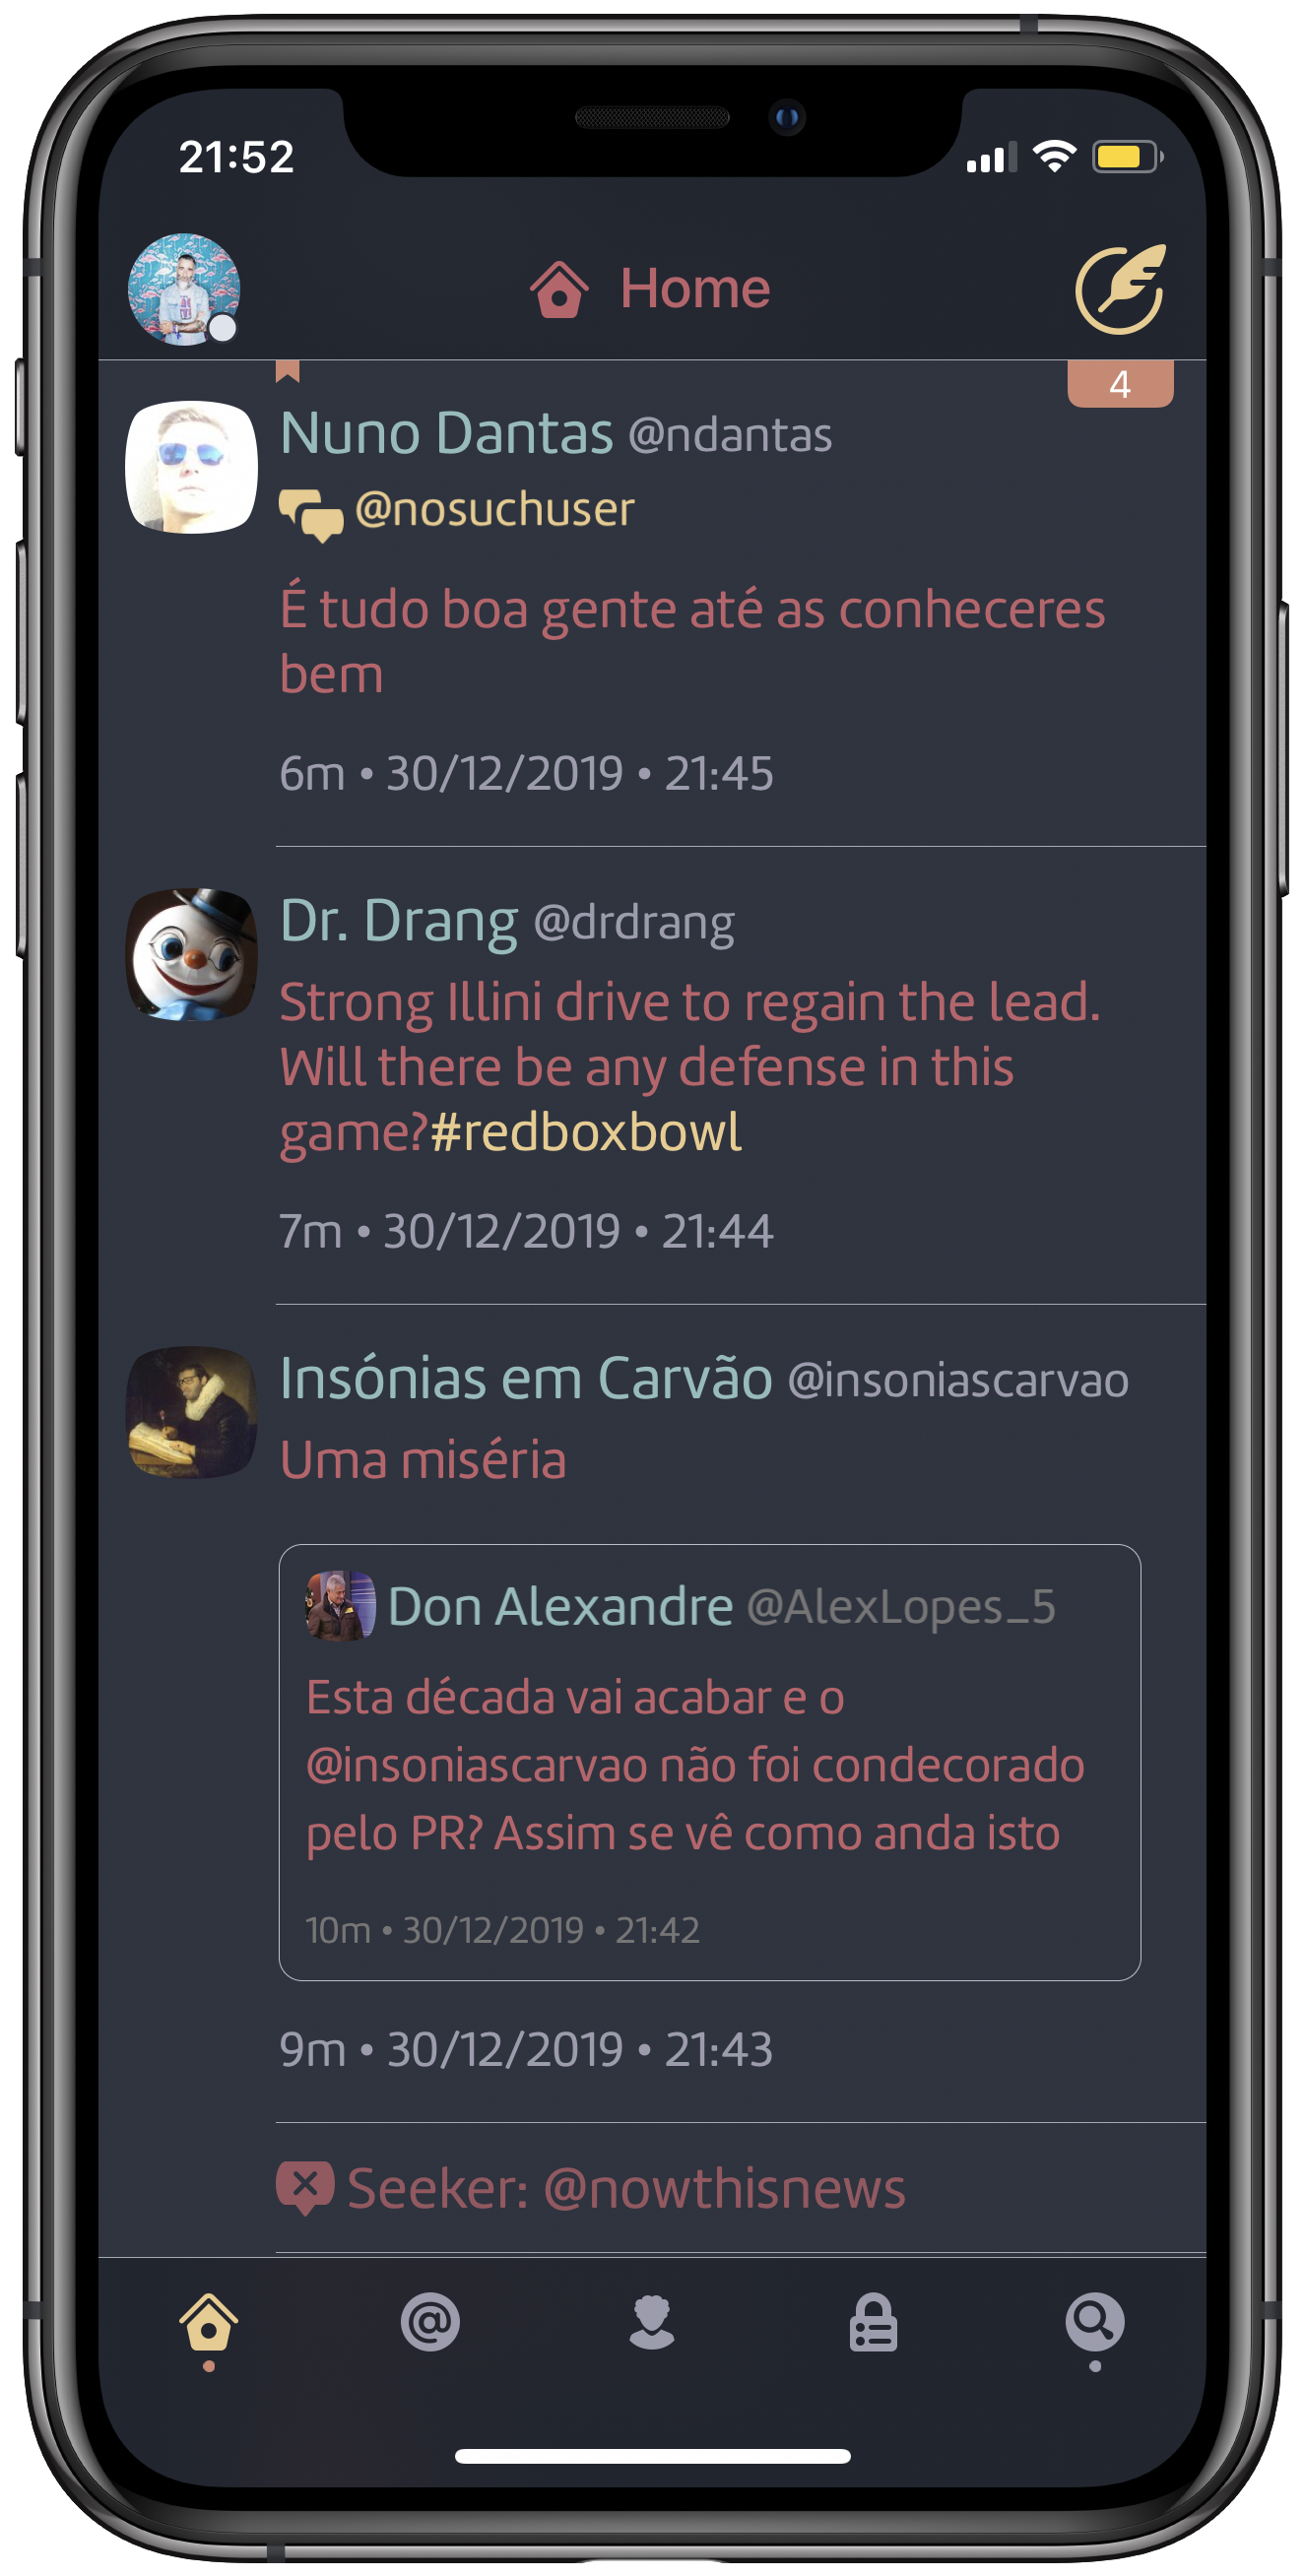 21:52
Home
4
Nuno Dantas @ndantas
@nosuchuser
É tudo boa gente até as conheceres
bem
6m • 30/12/2019 • 21:45
Dr. Drang @drdrang
Strong Illini drive to regain the lead.
Will there be any defense in this
game?#redboxbowl
7m • 30/12/2019 • 21:44
Insónias em Carvão @insoniascarvao
Uma miséria
Don Alexandre @AlexLopes_5
Esta década vai acabar e o
@insoniascarvao não foi condecorado
pelo PR? Assim se vê como anda isto
10m • 30/12/2019 • 21:42
9m • 30/12/2019 • 21:43
Seeker: @nowthisnews